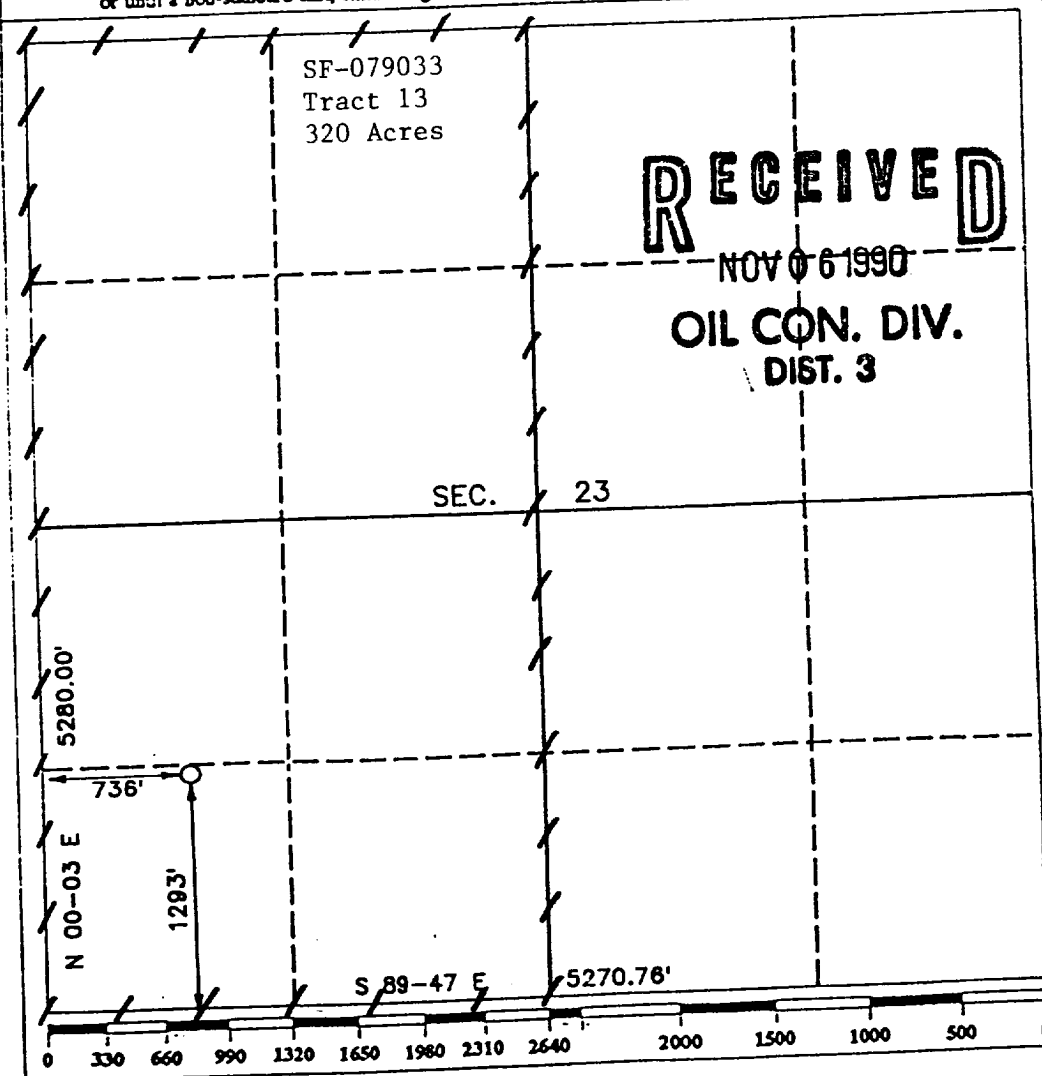 SF-079033
Tract 13
320 Acres
RECEIVED
NOV 06 1990
OIL CON. DIV.
DIST. 3
SEC. 23
5280.00'
736'
N 00-03 E
1293'
S 89-47 E 5270.76'
0 330 660 990 1320 1650 1980 2310 2640 2000 1500 1000 500